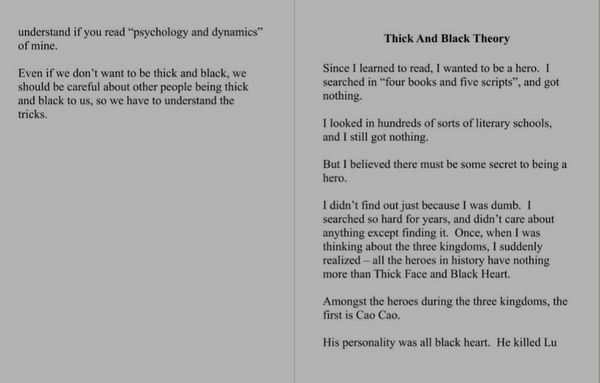 understand if you read “psychology and dynamics”
of mine.
Even if we don’t want to be thick and black, we
should be careful about other people being thick
and black to us, so we have to understand the
tricks.
Thick And Black Theory
Since I learned to read, I wanted to be a hero.  I
searched in “four books and five scripts”, and got
nothing.
I looked in hundreds of sorts of literary schools,
and I still got nothing.
But I believed there must be some secret to being a
hero.
I didn’t find out just because I was dumb.  I
searched so hard for years, and didn’t care about
anything except finding it.  Once, when I was
thinking about the three kingdoms, I suddenly
realized – all the heroes in history have nothing
more than Thick Face and Black Heart.
Amongst the heroes during the three kingdoms, the
first is Cao Cao.
His personality was all black heart.  He killed Lu